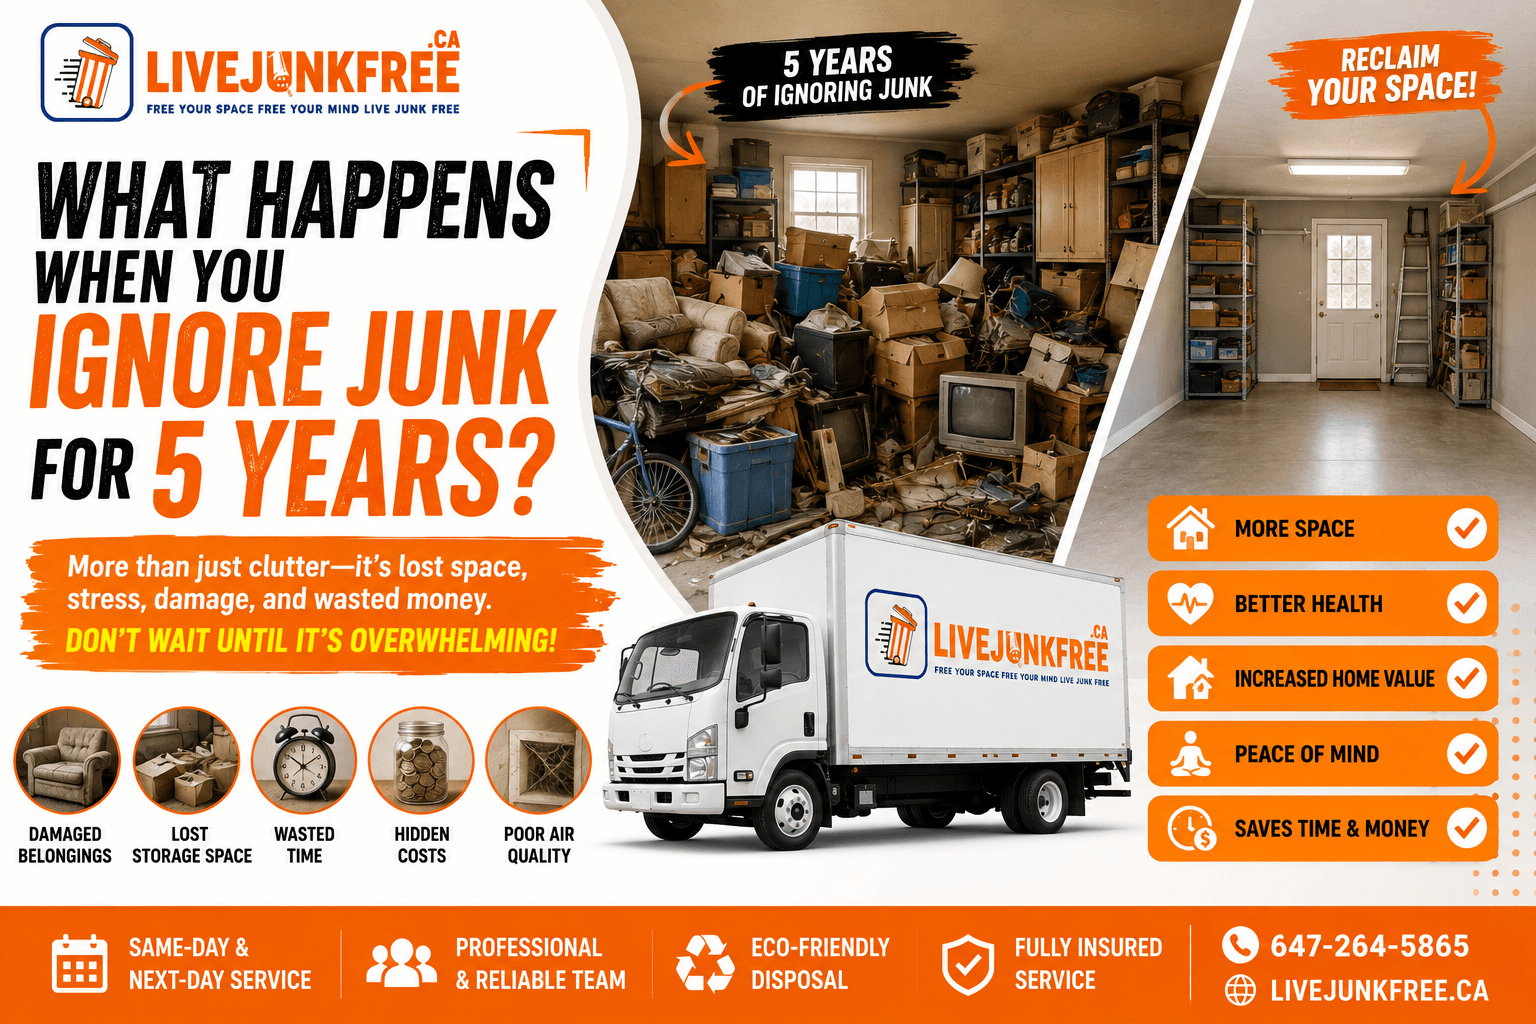 LIVEJUNKFREE
.CA
FREE YOUR SPACE FREE YOUR MIND LIVE JUNK FREE
WHAT HAPPENS
WHEN YOU
IGNORE JUNK
FOR 5 YEARS?
More than just clutter—it's lost space,
stress, damage, and wasted money.
DON'T WAIT UNTIL IT'S OVERWHELMING!
DAMAGED
BELONGINGS
LOST
STORAGE SPACE
WASTED
TIME
HIDDEN
COSTS
POOR AIR
QUALITY
5 YEARS
OF IGNORING JUNK
RECLAIM
YOUR SPACE!
LIVEJUNKFREE
.CA
FREE YOUR SPACE FREE YOUR MIND LIVE JUNK FREE
MORE SPACE
BETTER HEALTH
INCREASED HOME VALUE
PEACE OF MIND
$
SAVES TIME & MONEY
SAME-DAY &
NEXT-DAY SERVICE
PROFESSIONAL
& RELIABLE TEAM
ECO-FRIENDLY
DISPOSAL
FULLY INSURED
SERVICE
647-264-5865
LIVEJUNKFREE.CA